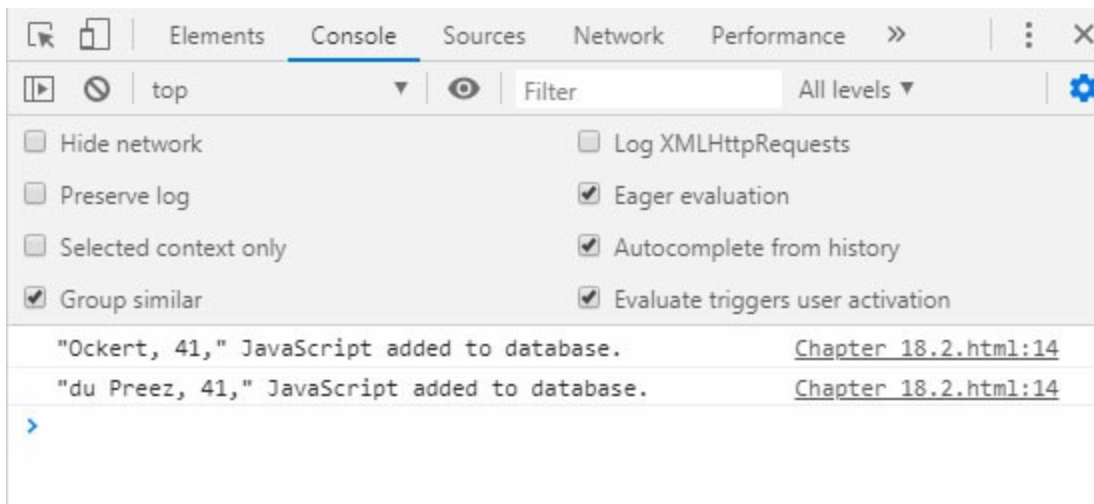 Elements Console Sources Network Performance »
top ▼ Filter All levels ▼
Hide network Log XMLHttpRequests
Preserve log Eager evaluation
Selected context only Autocomplete from history
Group similar Evaluate triggers user activation
"Ockert, 41," JavaScript added to database. Chapter 18.2.html:14
"du Preez, 41," JavaScript added to database. Chapter 18.2.html:14
>